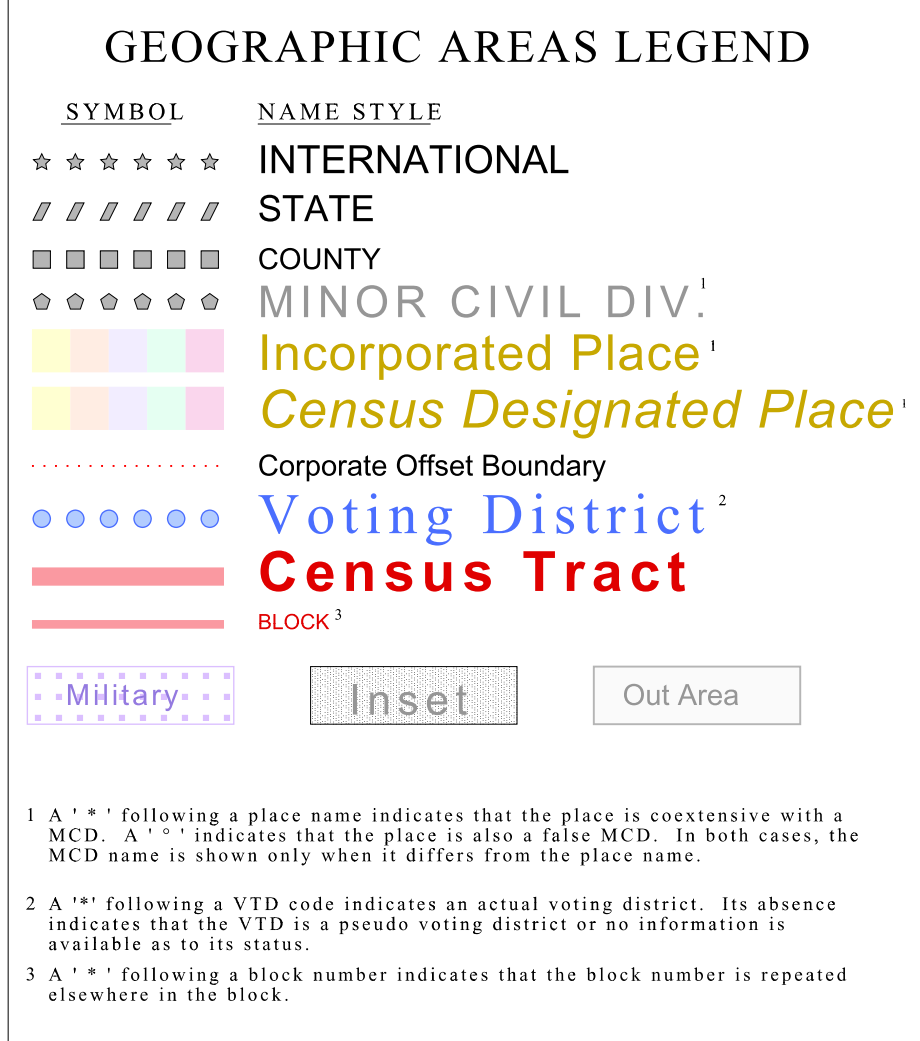 GEOGRAPHIC AREAS LEGEND
SYMBOL NAME STYLE
INTERNATIONAL
STATE
COUNTY
MINOR CIVIL DIV.¹
Incorporated Place ¹
Census Designated Place ¹
Corporate Offset Boundary
Voting District ²
Census Tract
BLOCK ³
Military Inset Out Area
1 A ' * ' following a place name indicates that the place is coextensive with a
MCD. A ' ° ' indicates that the place is also a false MCD. In both cases, the
MCD name is shown only when it differs from the place name.
2 A '*' following a VTD code indicates an actual voting district. Its absence
indicates that the VTD is a pseudo voting district or no information is
available as to its status.
3 A ' * ' following a block number indicates that the block number is repeated
elsewhere in the block.